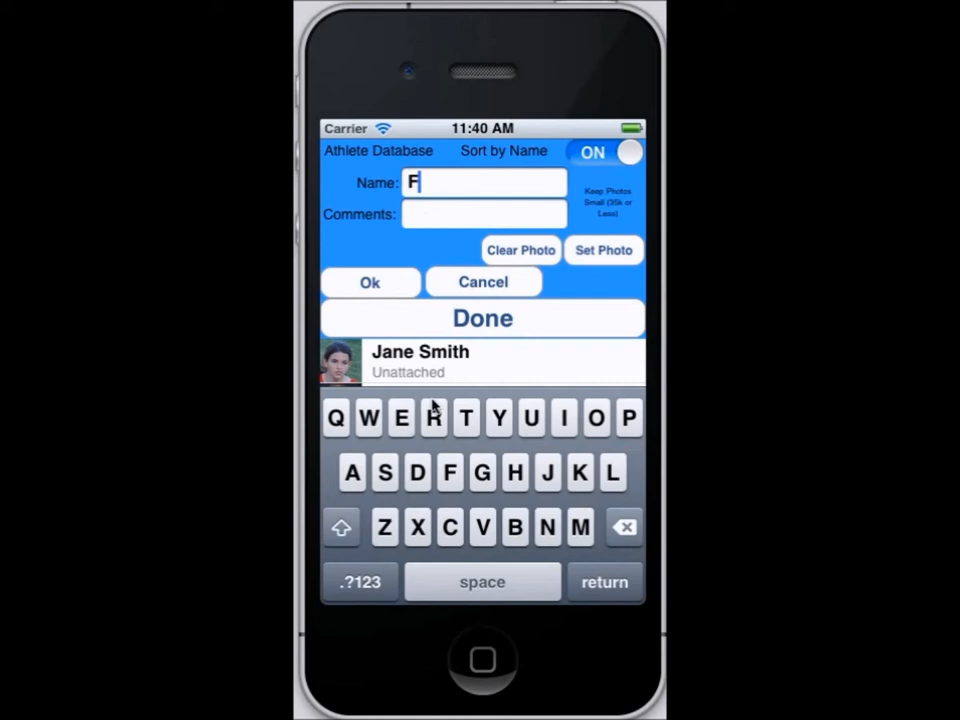 Carrier 11:40 AM
Athlete Database Sort by Name ON
Name: F
Keep Photos
Small (35k or
Less)
Comments:
Clear Photo Set Photo
Ok Cancel
Done
Jane Smith
Unattached
Q W E R T Y U I O P
A S D F G H J K L
Z X C V B N M
.?123 space return